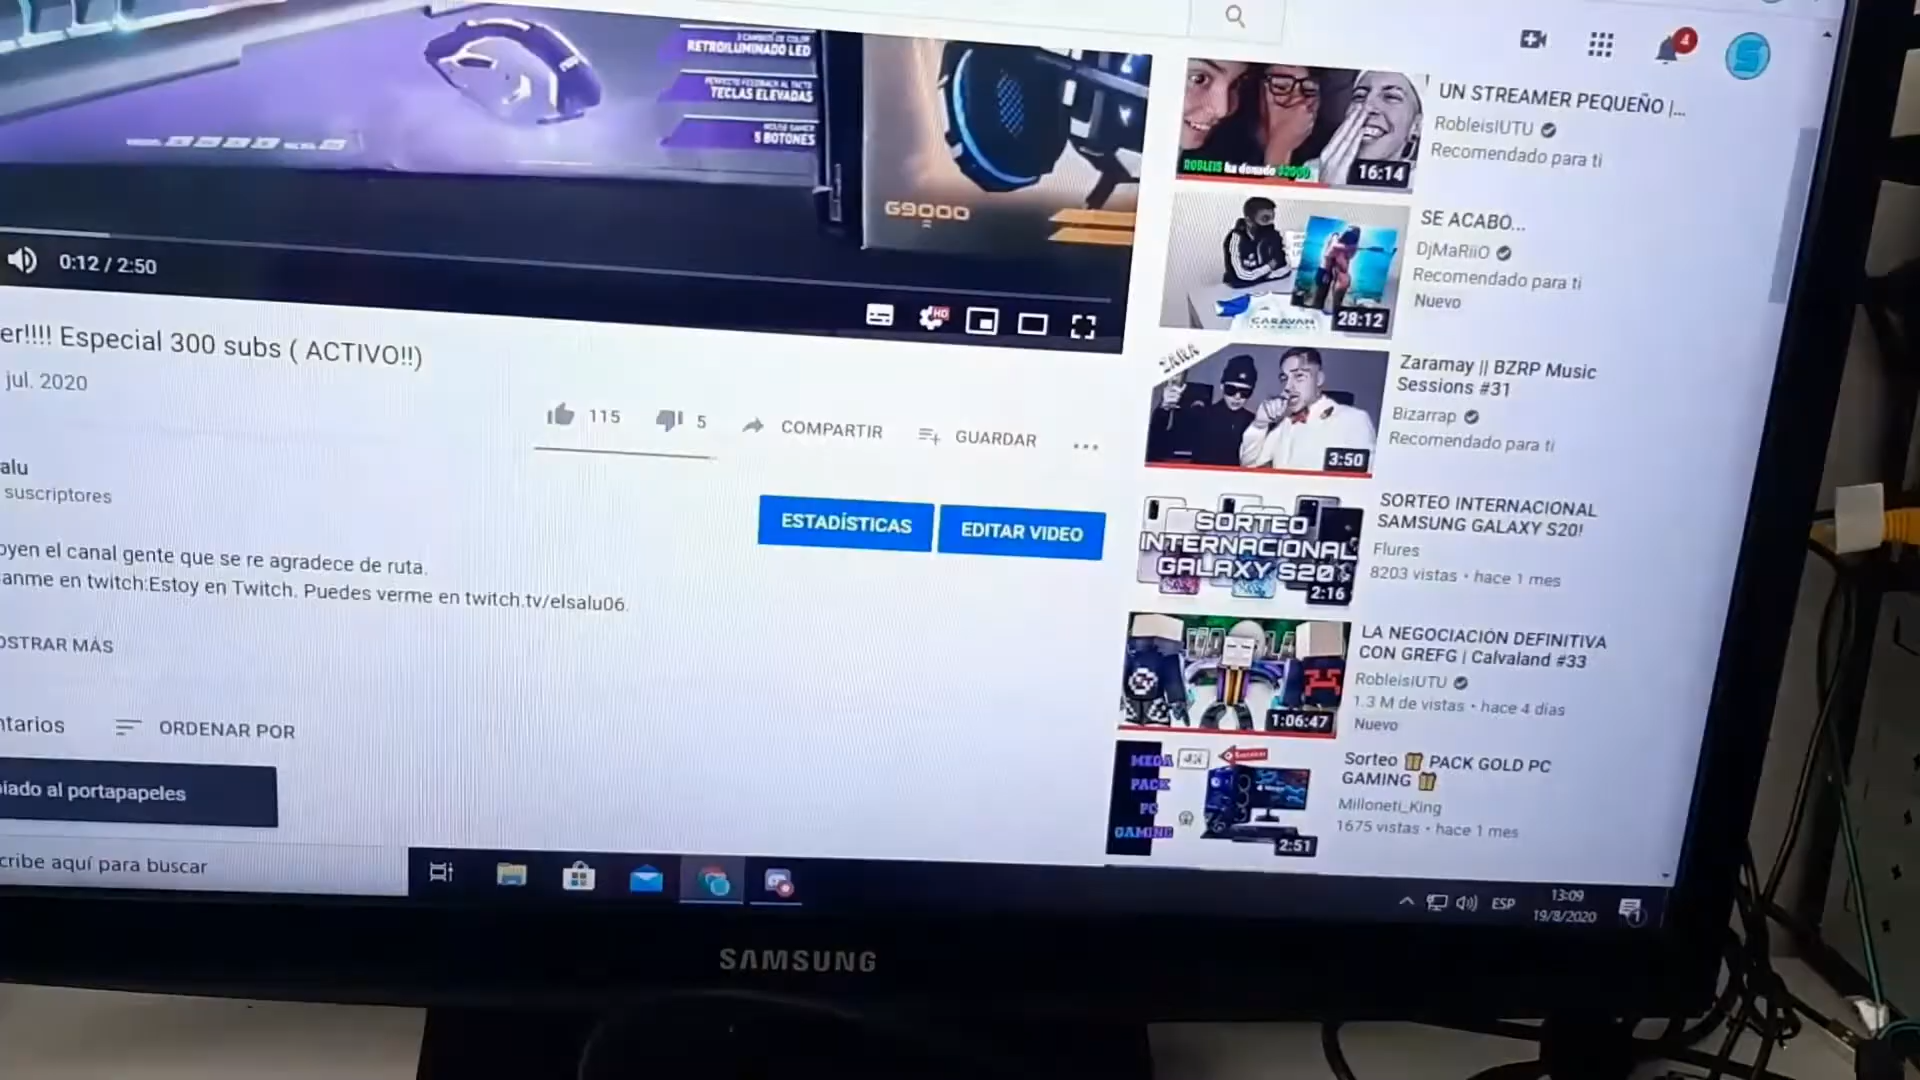 RETROILUMINADO LED
PERFECTO FEEDBACK AL TACTO
TECLAS ELEVADAS
MOUSE GAMER
5 BOTONES
G9000
0:12 / 2:50
HD
er!!!! Especial 300 subs ( ACTIVO!!)
jul. 2020
115
5
COMPARTIR
GUARDAR
alu
suscriptores
ESTADÍSTICAS
EDITAR VIDEO
oyen el canal gente que se re agradece de ruta.
anme en twitch:Estoy en Twitch. Puedes verme en twitch.tv/elsalu06.
OSTRAR MÁS
ntarios
ORDENAR POR
iado al portapapeles
cribe aquí para buscar
4
ROBLEIS ha donado $2000
16:14
UN STREAMER PEQUEÑO |...
RobleisIUTU
Recomendado para ti
28:12
SE ACABO...
DjMaRiiO
Recomendado para ti
Nuevo
3:50
Zaramay || BZRP Music
Sessions #31
Bizarrap
Recomendado para ti
SORTEO
INTERNACIONAL
GALAXY S20
2:16
SORTEO INTERNACIONAL
SAMSUNG GALAXY S20!
Flures
8203 vistas • hace 1 mes
1:06:47
LA NEGOCIACIÓN DEFINITIVA
CON GREFG | Calvaland #33
RobleisIUTU
1.3 M de vistas • hace 4 días
Nuevo
MEGA
PACK
PC
GAMING
2:51
Sorteo 🎁 PACK GOLD PC
GAMING 🎁
Milloneti_King
1675 vistas • hace 1 mes
ESP
13:09
19/8/2020
1
SAMSUNG